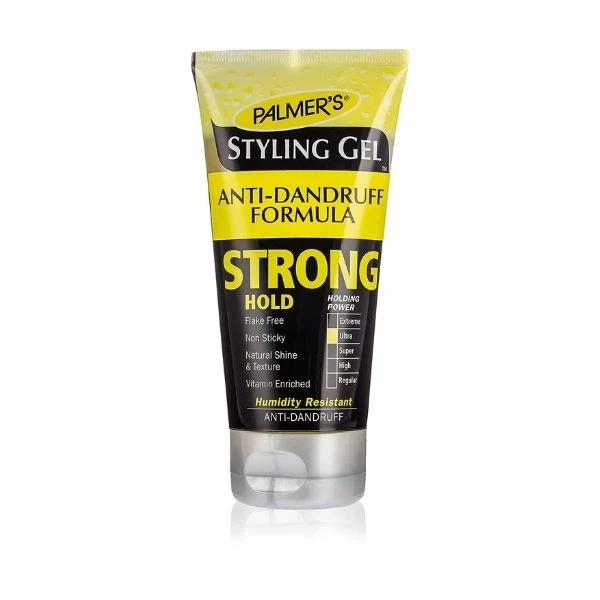 PALMER'S®
STYLING GEL™
ANTI-DANDRUFF
FORMULA
STRONG
HOLD
Flake Free
Non Sticky
Natural Shine
& Texture
Vitamin Enriched
HOLDING
POWER
Extreme
Ultra
Super
High
Regular
Humidity Resistant
ANTI-DANDRUFF